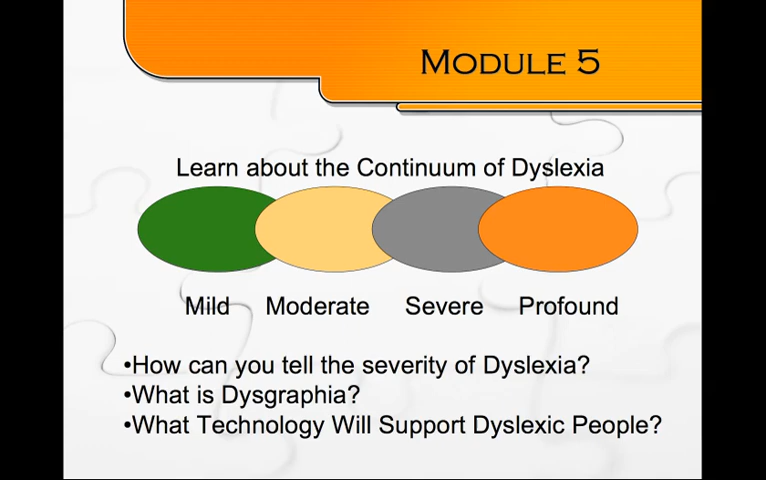 Module 5
Learn about the Continuum of Dyslexia
Mild Moderate Severe Profound
•How can you tell the severity of Dyslexia?
•What is Dysgraphia?
•What Technology Will Support Dyslexic People?